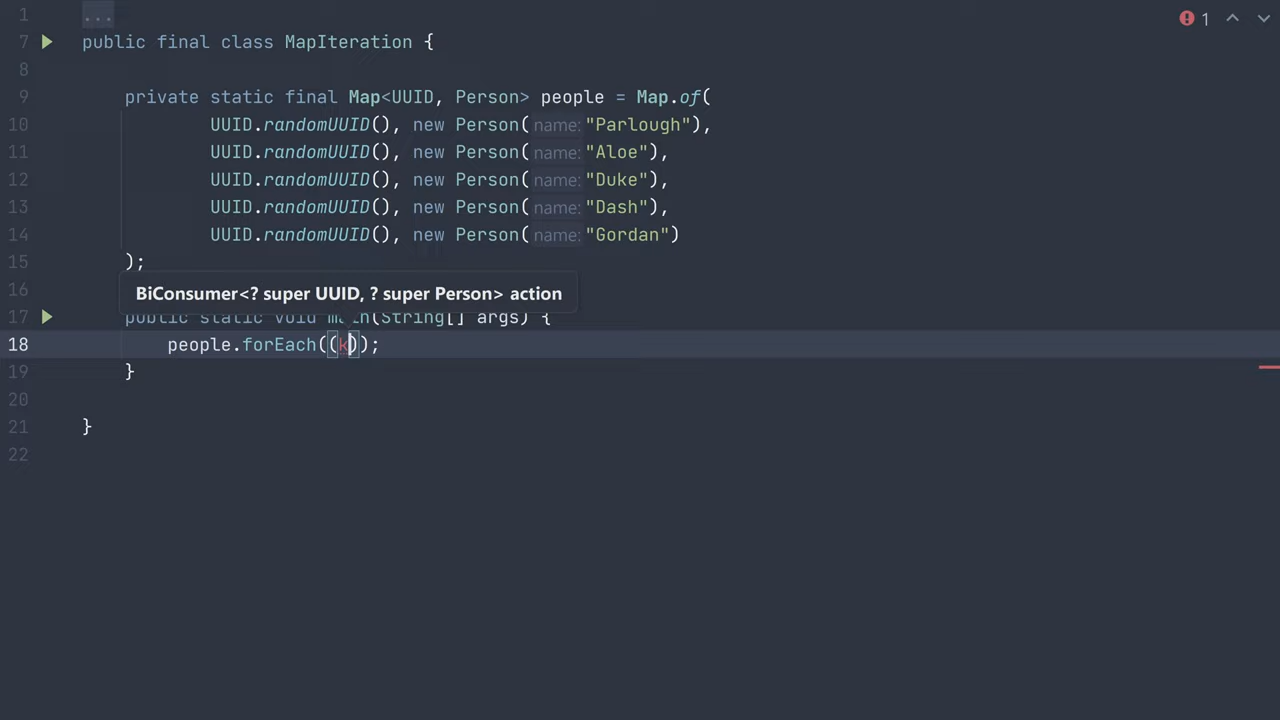 1 ...
1
7 public final class MapIteration {
8
9 private static final Map<UUID, Person> people = Map.of(
10 UUID.randomUUID(), new Person( name: "Parlough"),
11 UUID.randomUUID(), new Person( name: "Aloe"),
12 UUID.randomUUID(), new Person( name: "Duke"),
13 UUID.randomUUID(), new Person( name: "Dash"),
14 UUID.randomUUID(), new Person( name: "Gordan")
15 );
16 BiConsumer<? super UUID, ? super Person> action
17 public static void main(String[] args) {
18 people.forEach((k));
19 }
20
21 }
22